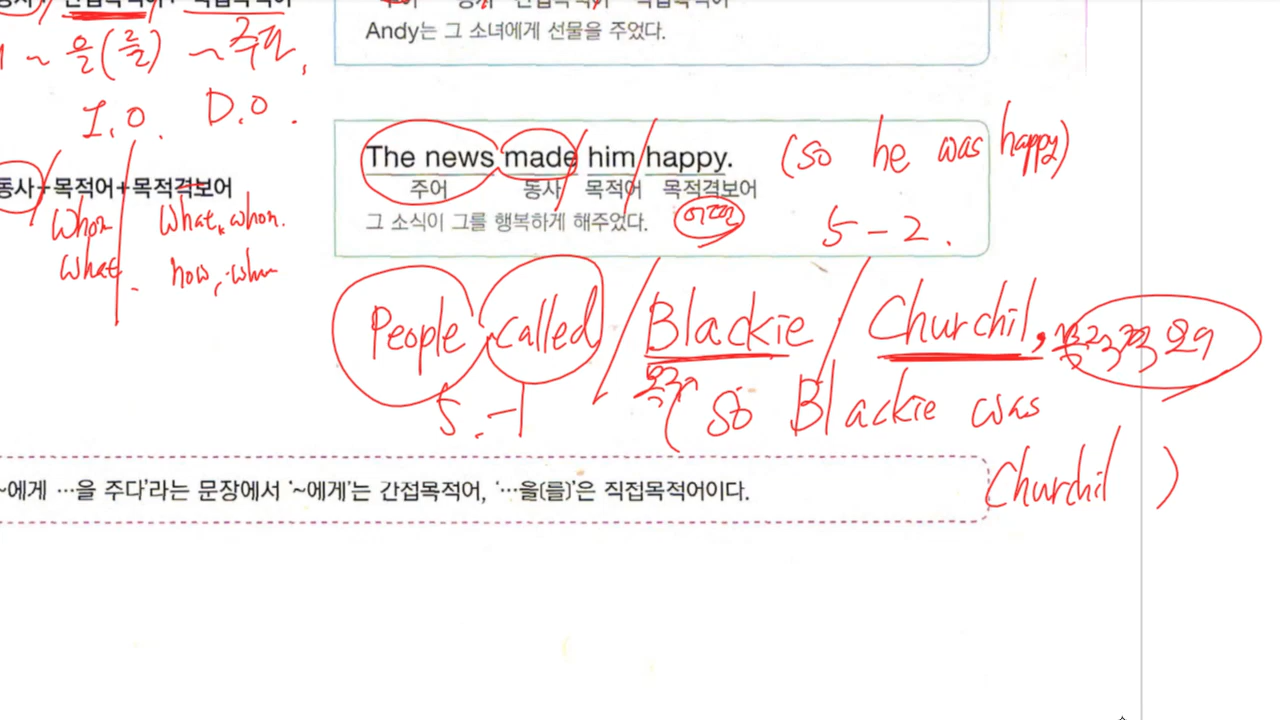 Andy는 그 소녀에게 선물을 주었다.
~ 을(를) ~ 주다,
I.O. D.O.
The news made him happy. (so he was happy)
동사+목적어+목적격보어
주어 동사 목적어 목적격보어
그 소식이 그를 행복하게 해주었다.
5-2.
whom what, whom.
what. how,
People called / Blackie / Churchil,
5.-1 (so Blackie was
Churchil)
~에게 …을 주다'라는 문장에서 '~에게'는 간접목적어, '…을(를)'은 직접목적어이다.